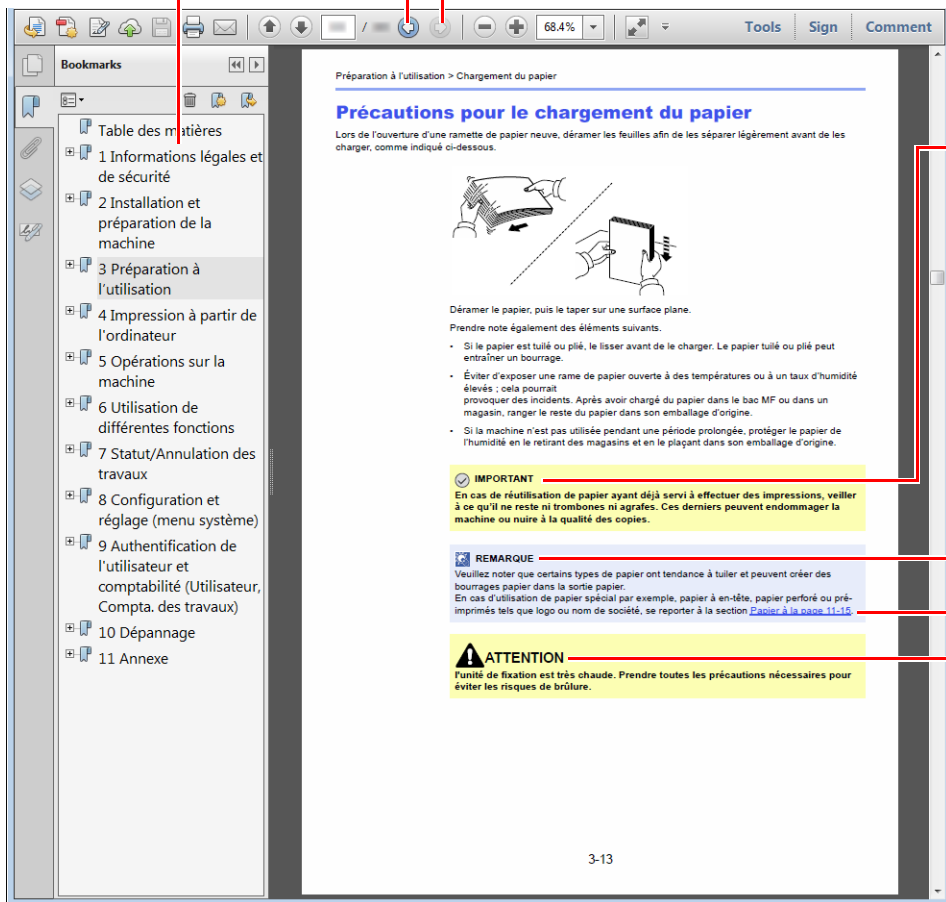 /
68.4%
Tools
Sign
Comment
Bookmarks
Table des matières
1 Informations légales et
de sécurité
2 Installation et
préparation de la
machine
3 Préparation à
l'utilisation
4 Impression à partir de
l'ordinateur
5 Opérations sur la
machine
6 Utilisation de
différentes fonctions
7 Statut/Annulation des
travaux
8 Configuration et
réglage (menu système)
9 Authentification de
l'utilisateur et
comptabilité (Utilisateur,
Compta. des travaux)
10 Dépannage
11 Annexe
Préparation à l'utilisation > Chargement du papier
Précautions pour le chargement du papier
Lors de l'ouverture d'une ramette de papier neuve, déramer les feuilles afin de les séparer légèrement avant de les
charger, comme indiqué ci-dessous.
Déramer le papier, puis le taper sur une surface plane.
Prendre note également des éléments suivants.
• Si le papier est tuilé ou plié, le lisser avant de le charger. Le papier tuilé ou plié peut
entraîner un bourrage.
• Éviter d'exposer une rame de papier ouverte à des températures ou à un taux d'humidité
élevés ; cela pourrait
provoquer des incidents. Après avoir chargé du papier dans le bac MF ou dans un
magasin, ranger le reste du papier dans son emballage d'origine.
• Si la machine n'est pas utilisée pendant une période prolongée, protéger le papier de
l'humidité en le retirant des magasins et en le plaçant dans son emballage d'origine.
IMPORTANT
En cas de réutilisation de papier ayant déjà servi à effectuer des impressions, veiller
à ce qu'il ne reste ni trombones ni agrafes. Ces derniers peuvent endommager la
machine ou nuire à la qualité des copies.
REMARQUE
Veuillez noter que certains types de papier ont tendance à tuiler et peuvent créer des
bourrages papier dans la sortie papier.
En cas d'utilisation de papier spécial par exemple, papier à en-tête, papier perforé ou pré-
imprimés tels que logo ou nom de société, se reporter à la section Papier à la page 11-15.
ATTENTION
l'unité de fixation est très chaude. Prendre toutes les précautions nécessaires pour
éviter les risques de brûlure.
3-13